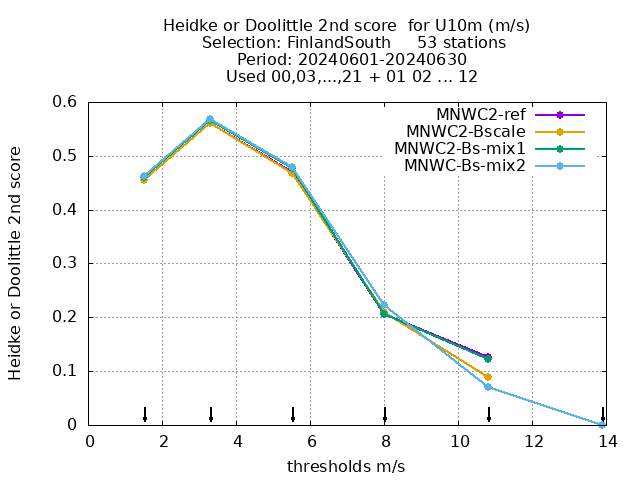 Heidke or Doolittle 2nd score for U10m (m/s)
Selection: FinlandSouth 53 stations
Period: 20240601-20240630
Used 00,03,...,21 + 01 02 ... 12
MNWC2-ref
MNWC2-Bscale
MNWC2-Bs-mix1
MNWC-Bs-mix2
Heidke or Doolittle 2nd score
0.6
0.5
0.4
0.3
0.2
0.1
0
0 2 4 6 8 10 12 14
thresholds m/s